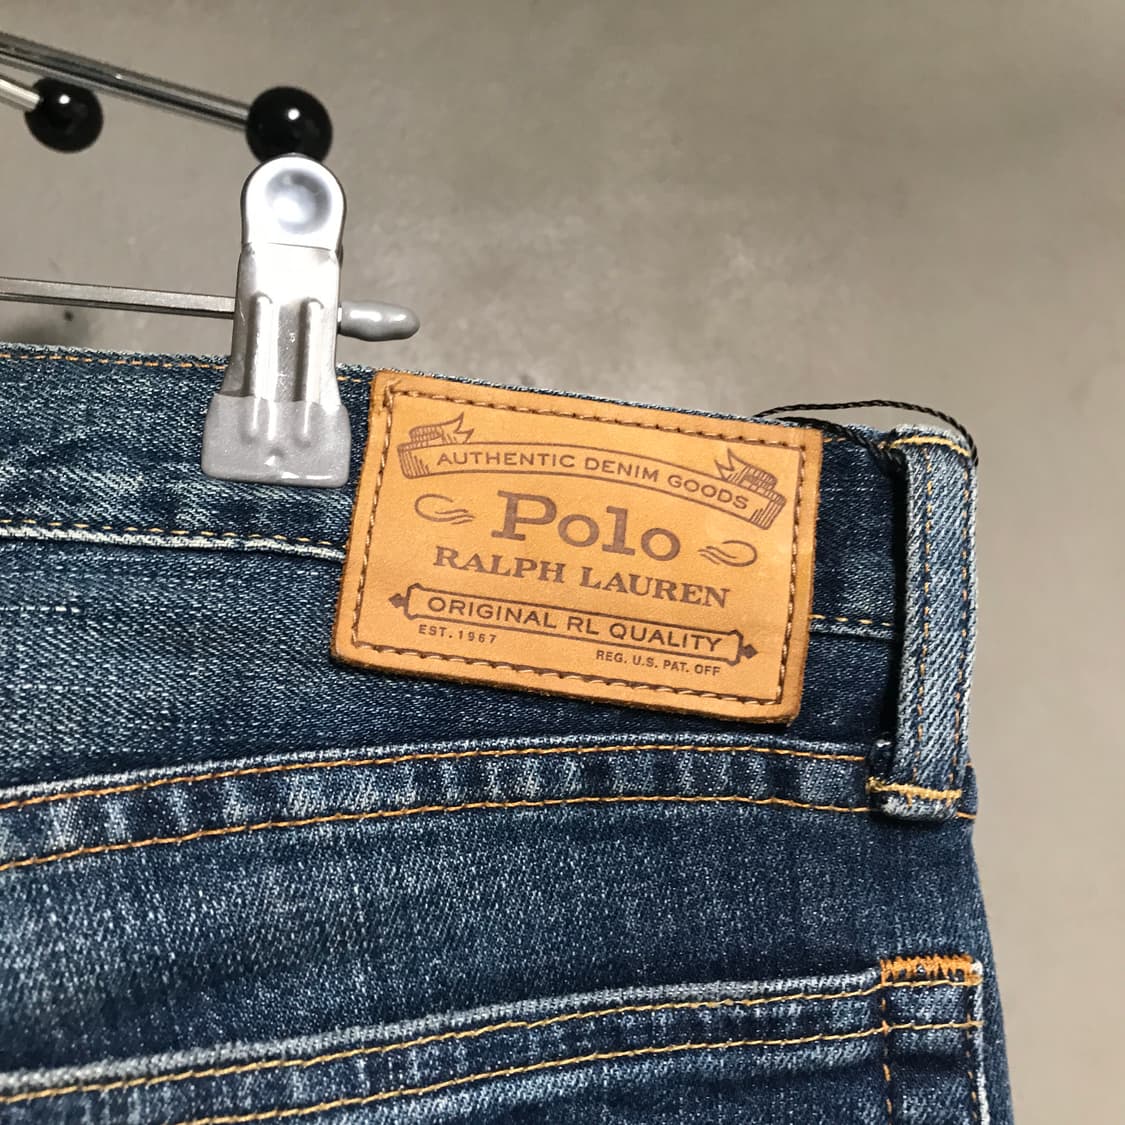 AUTHENTIC DENIM GOODS
Polo
RALPH LAUREN
ORIGINAL RL QUALITY
EST. 1967
REG. U.S. PAT. OFF